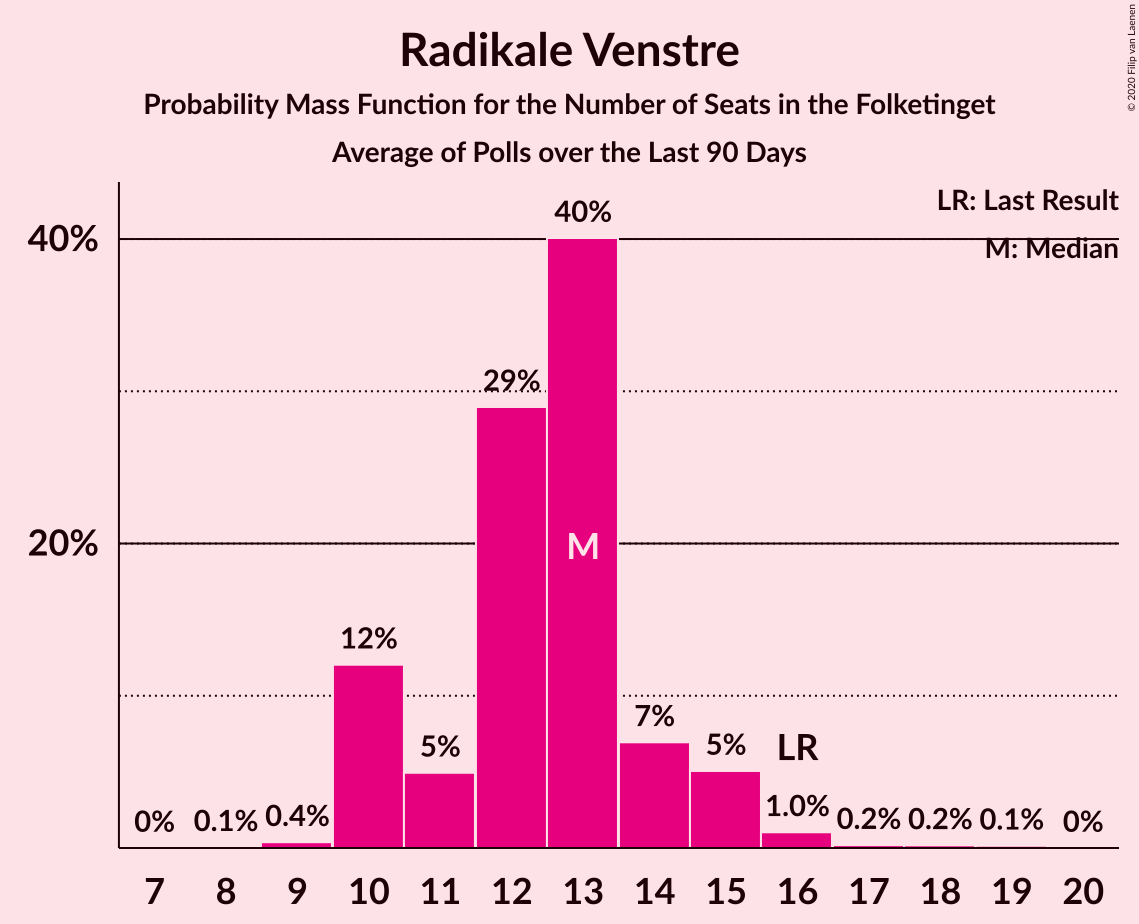 Radikale Venstre
Probability Mass Function for the Number of Seats in the Folketinget
Average of Polls over the Last 90 Days
© 2020 Filip van Laenen
LR: Last Result
M: Median
40%
20%
0%
0.1%
0.4%
12%
5%
29%
40%
M
7%
5%
LR
1.0%
0.2%
0.2%
0.1%
0%
7 8 9 10 11 12 13 14 15 16 17 18 19 20